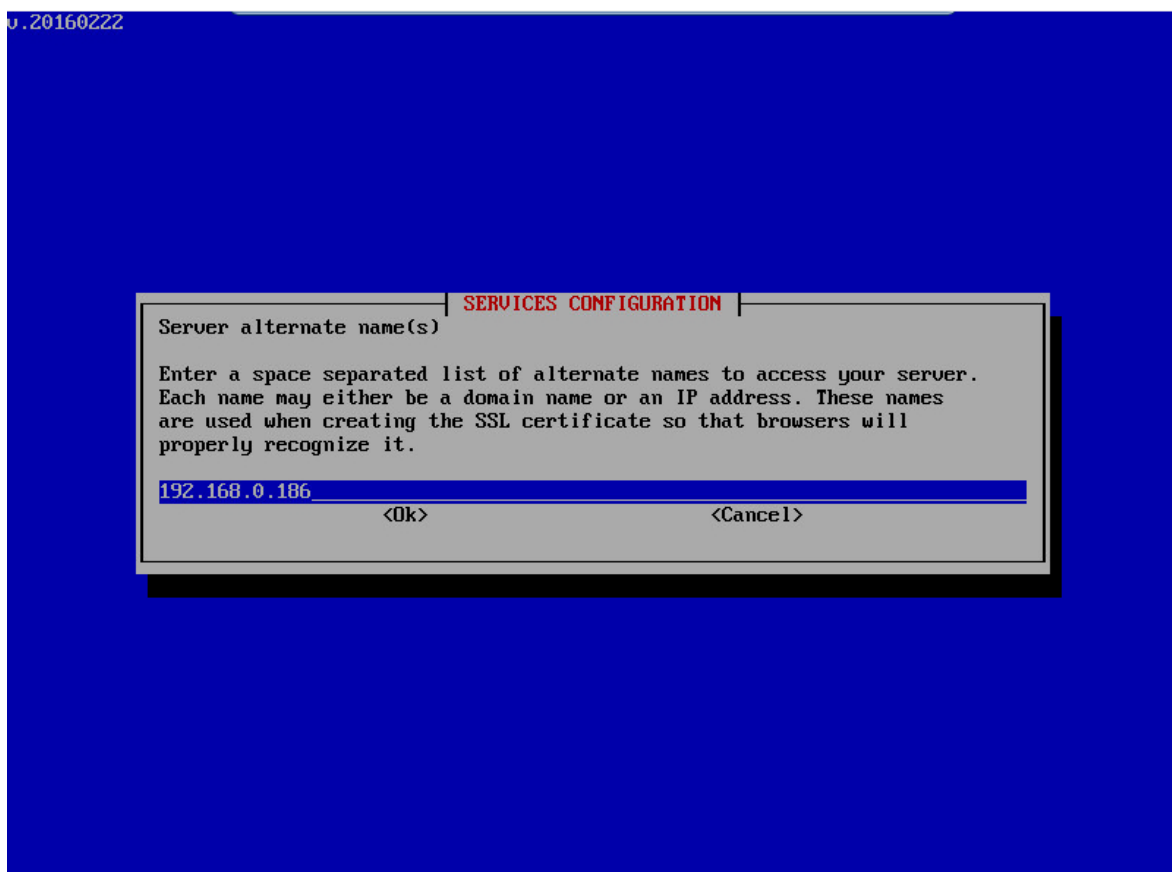 v.20160222
SERVICES CONFIGURATION
Server alternate name(s)
Enter a space separated list of alternate names to access your server.
Each name may either be a domain name or an IP address. These names
are used when creating the SSL certificate so that browsers will
properly recognize it.
192.168.0.186
<Ok> <Cancel>